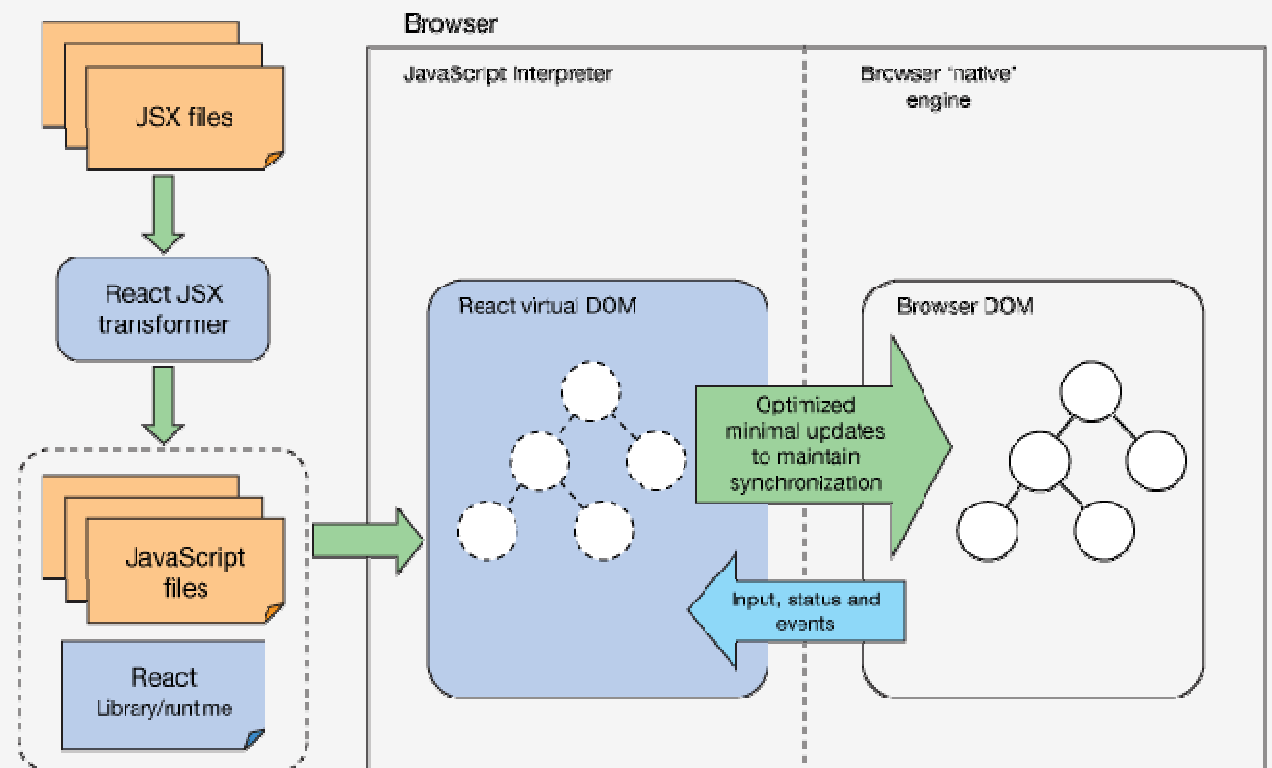 Browser
JavaScript Interpreter
Browser 'native'
engine
JSX files
React JSX
transformer
JavaScript
files
React
Library/runtime
React virtual DOM
Browser DOM
Optimized
minimal updates
to maintain
synchronization
Input, status and
events